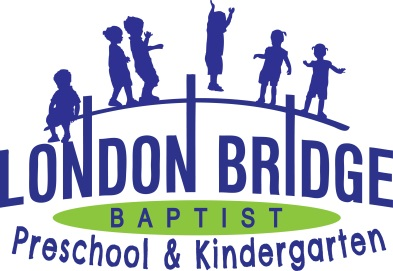 LONDON BRIDGE
BAPTIST
Preschool & Kindergarten